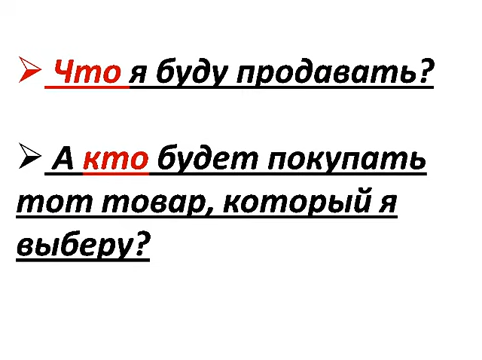 Что я буду продавать?
А кто будет покупать
тот товар, который я
выберу?